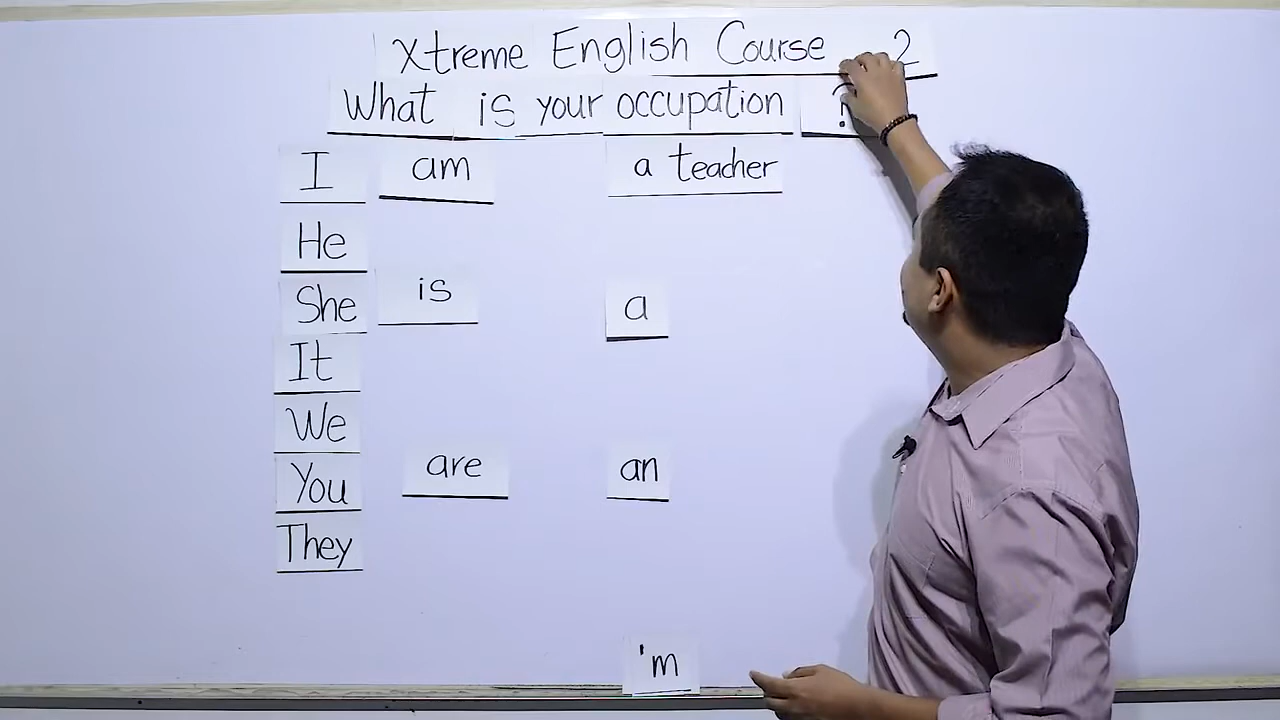 Xtreme English Course 2
What is your occupation ?
I am a teacher
He
She is a
It
We
You are an
They
'm